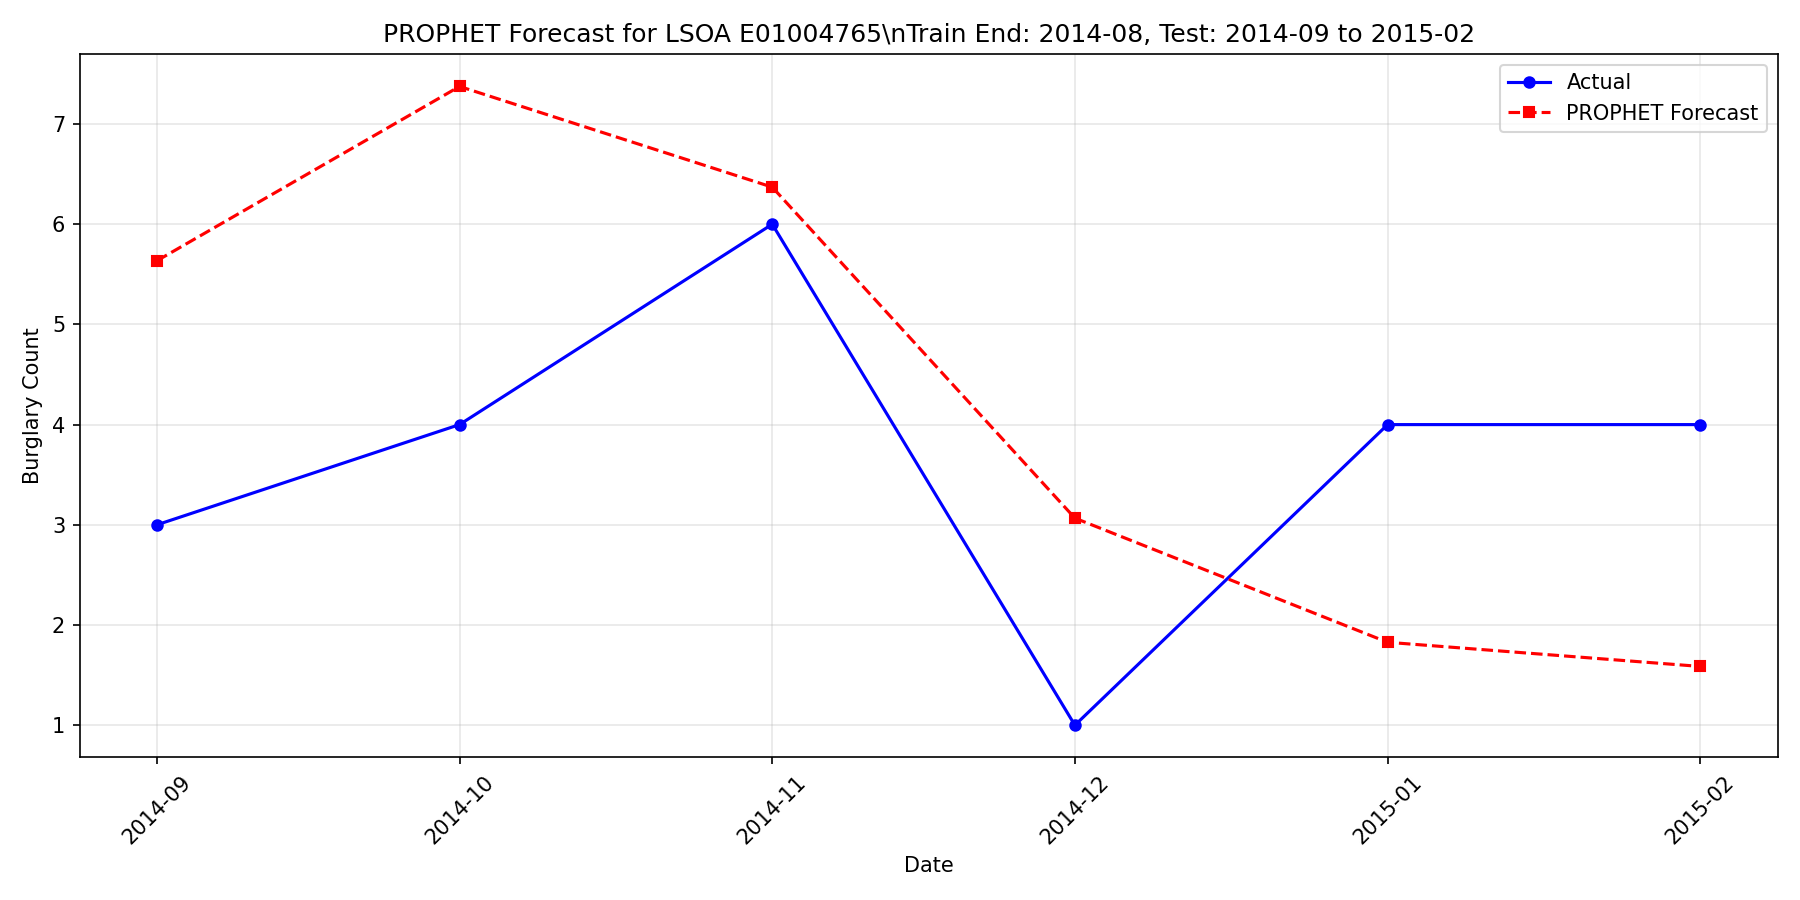 PROPHET Forecast for LSOA E01004765\nTrain End: 2014-08, Test: 2014-09 to 2015-02
Actual
PROPHET Forecast
Burglary Count
7
6
5
4
3
2
1
2014-09
2014-10
2014-11
2014-12
2015-01
2015-02
Date